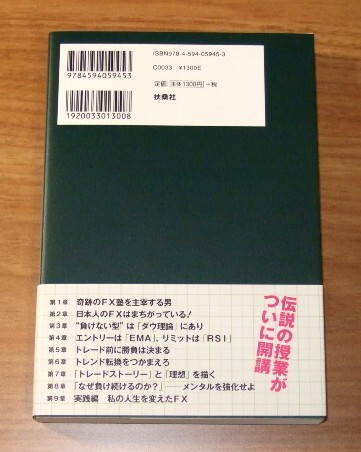 ISBN978-4-594-05945-3
C0033 ¥1300E
定価:本体1300円+税
扶桑社
9784594059453
1920033013008
伝説の授業が
ついに開講
第1章 奇跡のFX塾を主宰する男
第2章 日本人のFXはまちがっている!
第3章 "負けない型"は「ダウ理論」にあり
第4章 エントリーは「EMA」、リミットは「RSI」
第5章 トレード前に勝負は決まる
第6章 トレンド転換をつかまえろ
第7章 「トレードストーリー」と「理想」を描く
第8章 「なぜ負け続けるのか?」――メンタルを強化せよ
第9章 実践編 私の人生を変えたFX